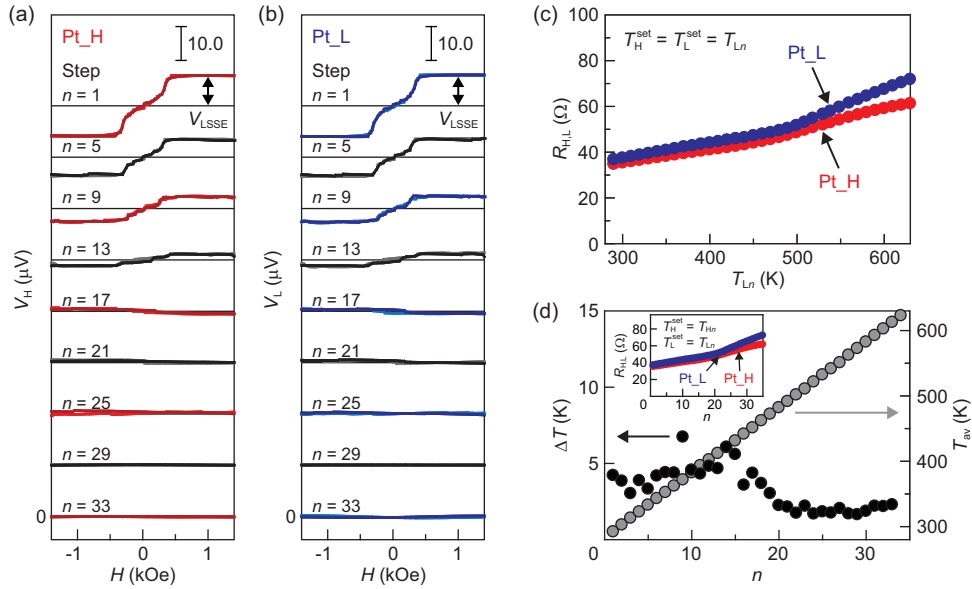 (a)
Pt_H
10.0
Step
n = 1
V_LSSE
n = 5
n = 9
n = 13
n = 17
n = 21
n = 25
n = 29
n = 33
0
V_H (μV)
-1 0 1
H (kOe)
(b)
Pt_L
10.0
Step
n = 1
V_LSSE
n = 5
n = 9
n = 13
n = 17
n = 21
n = 25
n = 29
n = 33
V_L (μV)
-1 0 1
H (kOe)
(c)
T_H^set = T_L^set = T_Ln
Pt_L
Pt_H
100
80
60
40
20
0
R_H,L (Ω)
300 400 500 600
T_Ln (K)
(d)
15
10
5
0
ΔT (K)
T_H^set = T_Hn
T_L^set = T_Ln
80
60
40
R_H,L (Ω)
Pt_L
Pt_H
0 10 20 30
n
600
500
400
300
T_av (K)
0 10 20 30
n